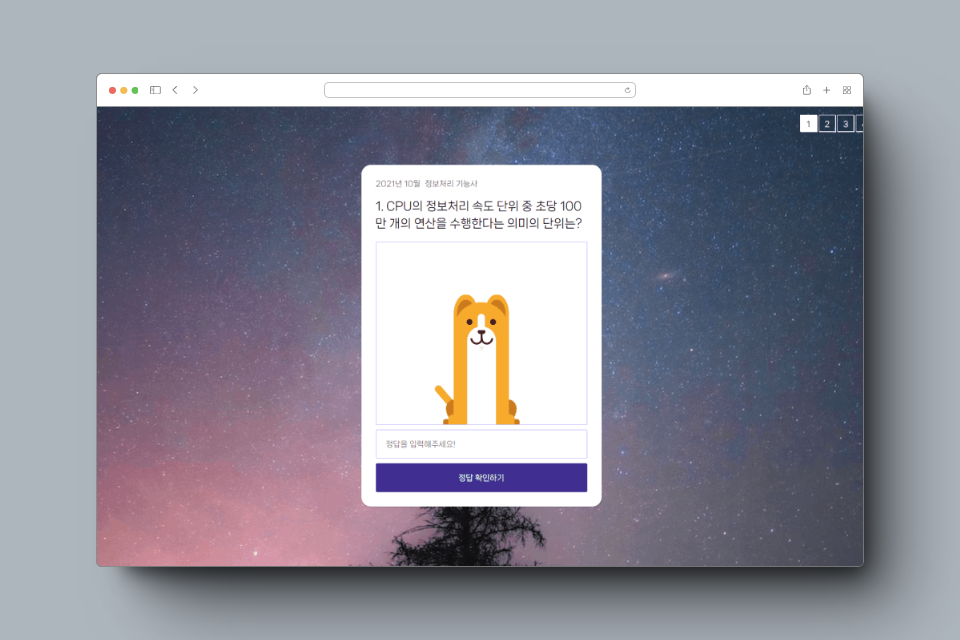 1 2 3
2021년 10월 정보처리 기능사
1. CPU의 정보처리 속도 단위 중 초당 100
만 개의 연산을 수행한다는 의미의 단위는?
정답을 입력해주세요!
정답 확인하기